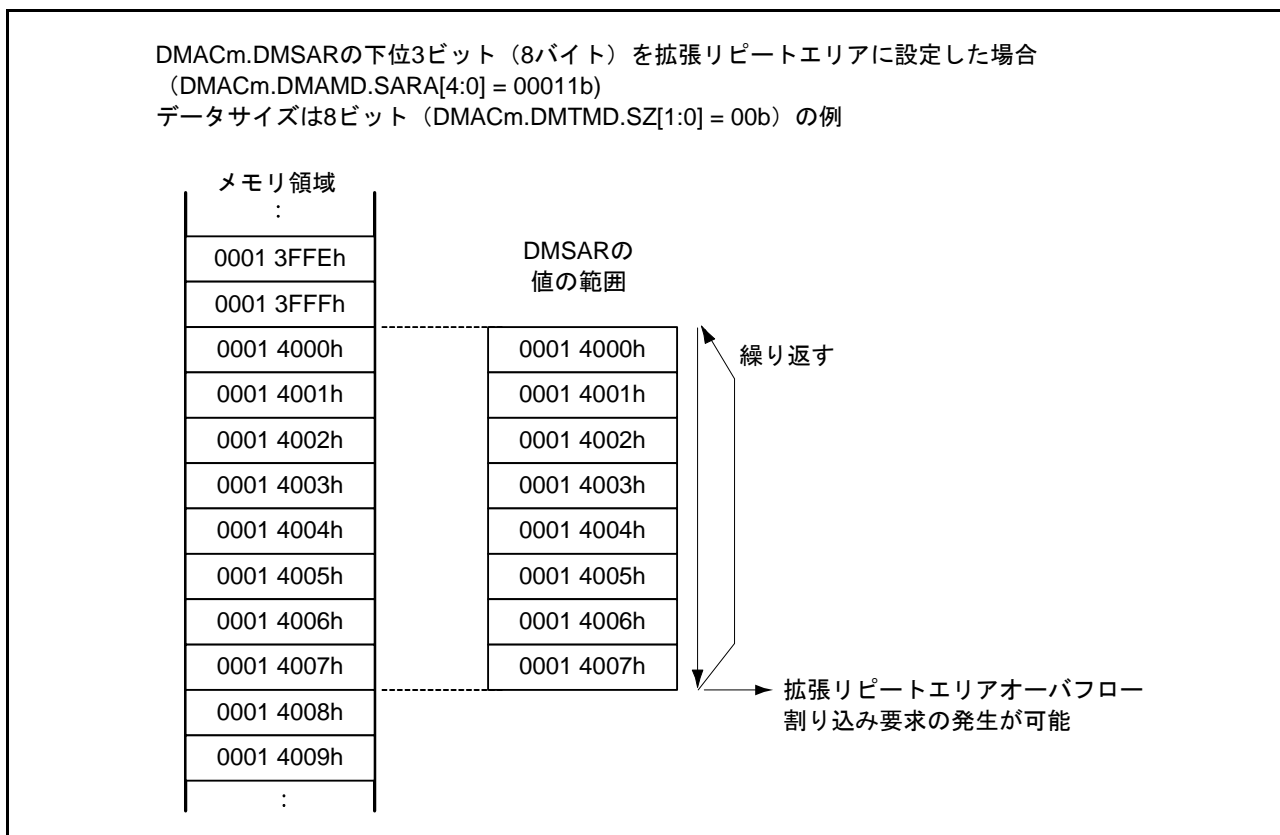 DMACm.DMSARの下位3ビット（8バイト）を拡張リピートエリアに設定した場合
（DMACm.DMAMD.SARA[4:0] = 00011b)
データサイズは8ビット（DMACm.DMTMD.SZ[1:0] = 00b）の例
メモリ領域
:
0001 3FFEh
0001 3FFFh
0001 4000h
0001 4001h
0001 4002h
0001 4003h
0001 4004h
0001 4005h
0001 4006h
0001 4007h
0001 4008h
0001 4009h
:
DMSARの
値の範囲
0001 4000h
0001 4001h
0001 4002h
0001 4003h
0001 4004h
0001 4005h
0001 4006h
0001 4007h
繰り返す
拡張リピートエリアオーバフロー
割り込み要求の発生が可能